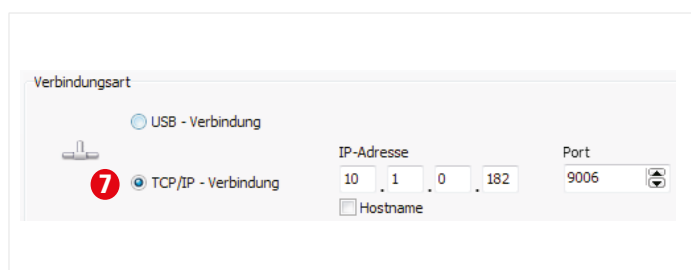 Verbindungsart
USB - Verbindung
IP-Adresse Port
7 TCP/IP - Verbindung 10 . 1 . 0 . 182 9006
Hostname